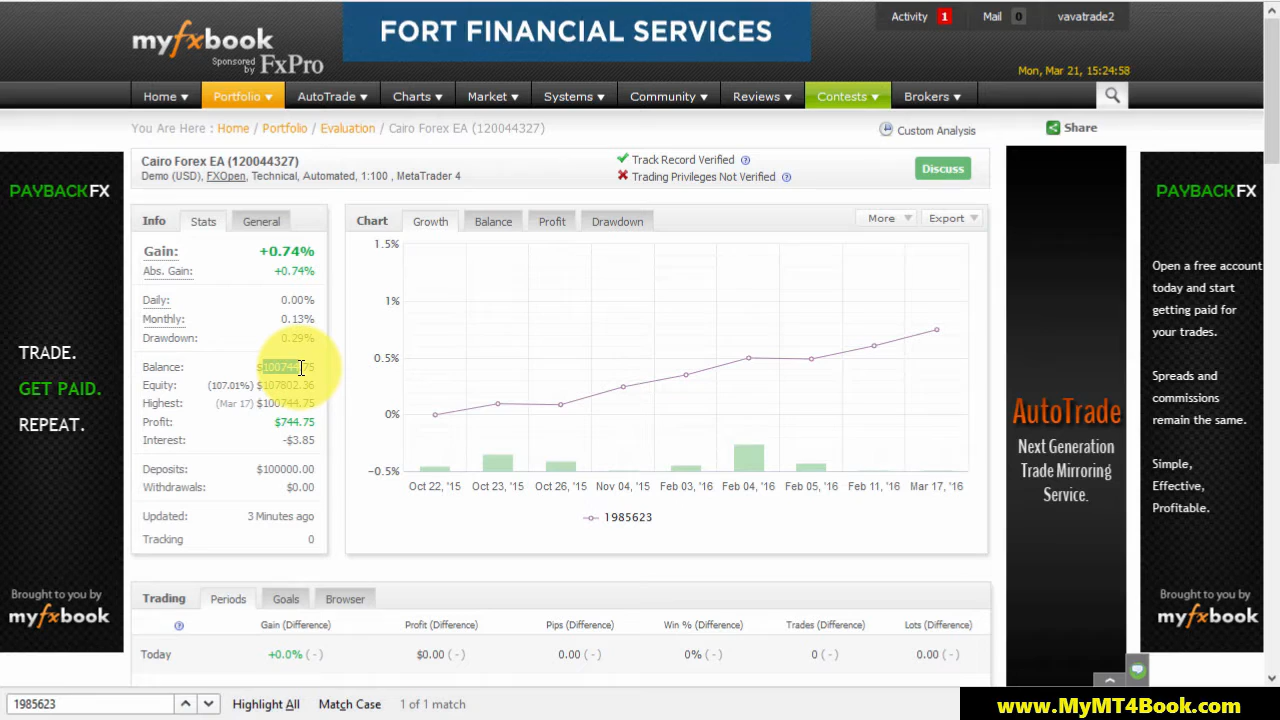 myfxbook
Sponsored by FxPro
FORT FINANCIAL SERVICES
Activity 1 Mail 0 vavatrade2
Mon, Mar 21, 15:24:58
Home Portfolio AutoTrade Charts Market Systems Community Reviews Contests Brokers
You Are Here : Home / Portfolio / Evaluation / Cairo Forex EA (120044327)
Custom Analysis
Share
Cairo Forex EA (120044327)
Demo (USD), FXOpen, Technical, Automated, 1:100 , MetaTrader 4
Track Record Verified
Trading Privileges Not Verified
Discuss
Info Stats General
Gain: +0.74%
Abs. Gain: +0.74%
Daily: 0.00%
Monthly: 0.13%
Drawdown: 0.29%
Balance: $100744.75
Equity: (107.01%) $107802.36
Highest: (Mar 17) $100744.75
Profit: $744.75
Interest: -$3.85
Deposits: $100000.00
Withdrawals: $0.00
Updated: 3 Minutes ago
Tracking 0
Chart Growth Balance Profit Drawdown More Export
1.5%
1%
0.5%
0%
-0.5%
Oct 22, '15 Oct 23, '15 Oct 26, '15 Nov 04, '15 Feb 03, '16 Feb 04, '16 Feb 05, '16 Feb 11, '16 Mar 17, '16
1985623
Trading Periods Goals Browser
Gain (Difference) Profit (Difference) Pips (Difference) Win % (Difference) Trades (Difference) Lots (Difference)
Today +0.0% (-) $0.00 (-) 0.00 (-) 0% (-) 0 (-) 0.00 (-)
PAYBACKFX
TRADE.
GET PAID.
REPEAT.
Brought to you by
myfxbook
AutoTrade
Next Generation
Trade Mirroring
Service.
PAYBACKFX
Open a free account
today and start
getting paid for
your trades.
Spreads and
commissions
remain the same.
Simple,
Effective,
Profitable.
Brought to you by
myfxbook
1985623 Highlight All Match Case 1 of 1 match
www.MyMT4Book.com